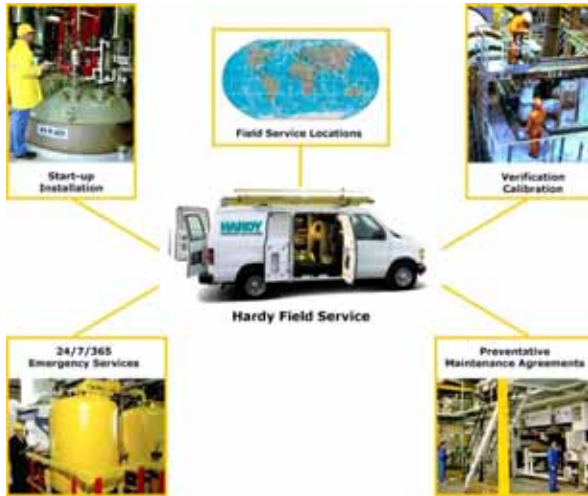 Field Service Locations
Start-up
Installation
Verification
Calibration
HARDY
Hardy Field Service
24/7/365
Emergency Services
Preventative
Maintenance Agreements